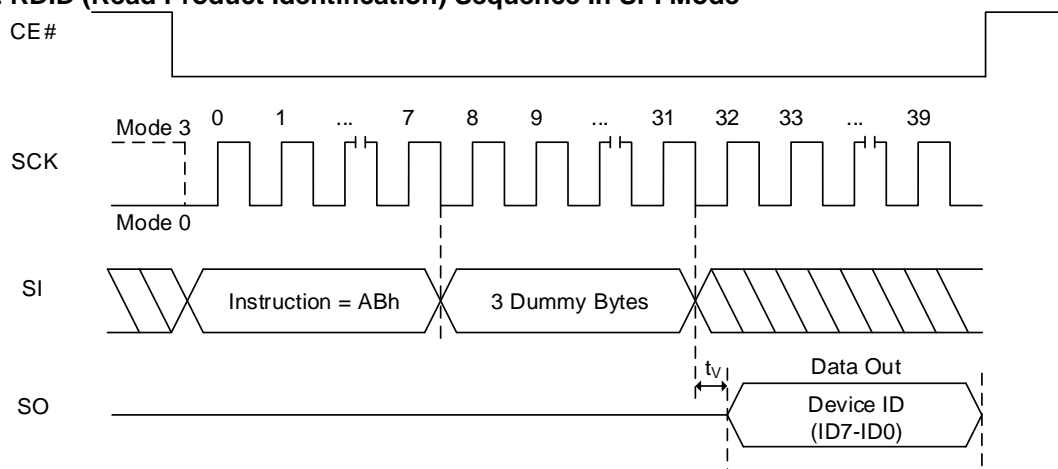 RDID (Read Product Identification) Sequence In SPI Mode
CE#
0 1 ... 7 8 9 ... 31 32 33 ... 39
Mode 3
SCK
Mode 0
SI
Instruction = ABh
3 Dummy Bytes
tV
Data Out
SO
Device ID
(ID7-ID0)